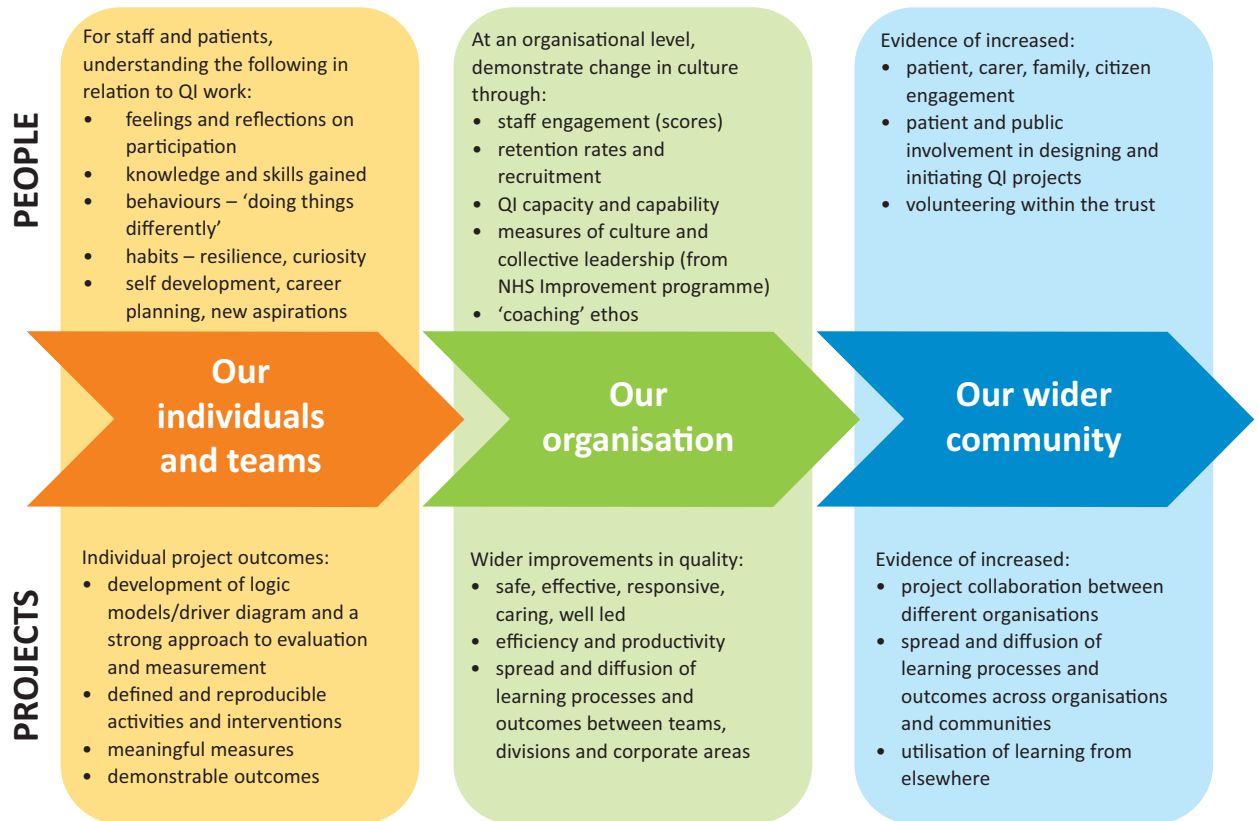 PEOPLE
For staff and patients,
understanding the following in
relation to QI work:
• feelings and reflections on
participation
• knowledge and skills gained
• behaviours – ‘doing things
differently’
• habits – resilience, curiosity
• self development, career
planning, new aspirations
At an organisational level,
demonstrate change in culture
through:
• staff engagement (scores)
• retention rates and
recruitment
• QI capacity and capability
• measures of culture and
collective leadership (from
NHS Improvement programme)
• ‘coaching’ ethos
Evidence of increased:
• patient, carer, family, citizen
engagement
• patient and public
involvement in designing and
initiating QI projects
• volunteering within the trust
Our
individuals
and teams
Our
organisation
Our wider
community
PROJECTS
Individual project outcomes:
• development of logic
models/driver diagram and a
strong approach to evaluation
and measurement
• defined and reproducible
activities and interventions
• meaningful measures
• demonstrable outcomes
Wider improvements in quality:
• safe, effective, responsive,
caring, well led
• efficiency and productivity
• spread and diffusion of
learning processes and
outcomes between teams,
divisions and corporate areas
Evidence of increased:
• project collaboration between
different organisations
• spread and diffusion of
learning processes and
outcomes across organisations
and communities
• utilisation of learning from
elsewhere